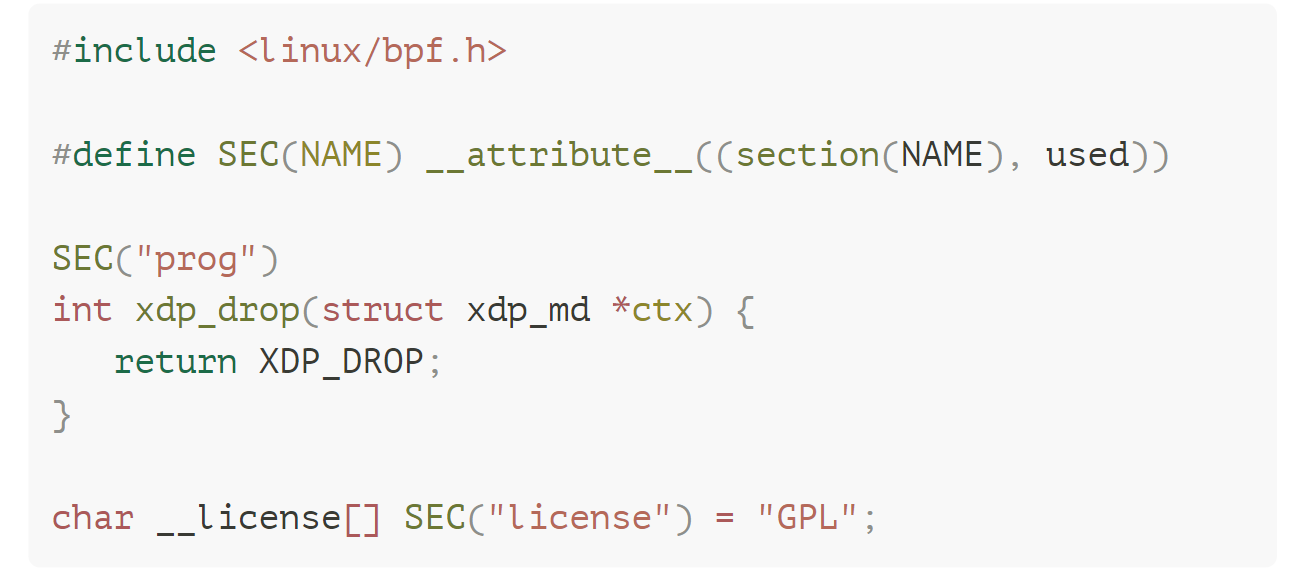 #include <linux/bpf.h>
#define SEC(NAME) __attribute__((section(NAME), used))
SEC("prog")
int xdp_drop(struct xdp_md *ctx) {
   return XDP_DROP;
}
char __license[] SEC("license") = "GPL";